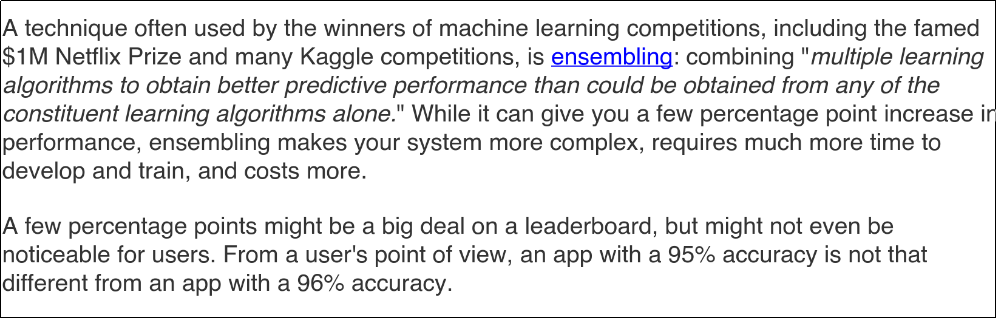 A technique often used by the winners of machine learning competitions, including the famed
$1M Netflix Prize and many Kaggle competitions, is ensembling: combining "multiple learning
algorithms to obtain better predictive performance than could be obtained from any of the
constituent learning algorithms alone." While it can give you a few percentage point increase in
performance, ensembling makes your system more complex, requires much more time to
develop and train, and costs more.
A few percentage points might be a big deal on a leaderboard, but might not even be
noticeable for users. From a user's point of view, an app with a 95% accuracy is not that
different from an app with a 96% accuracy.